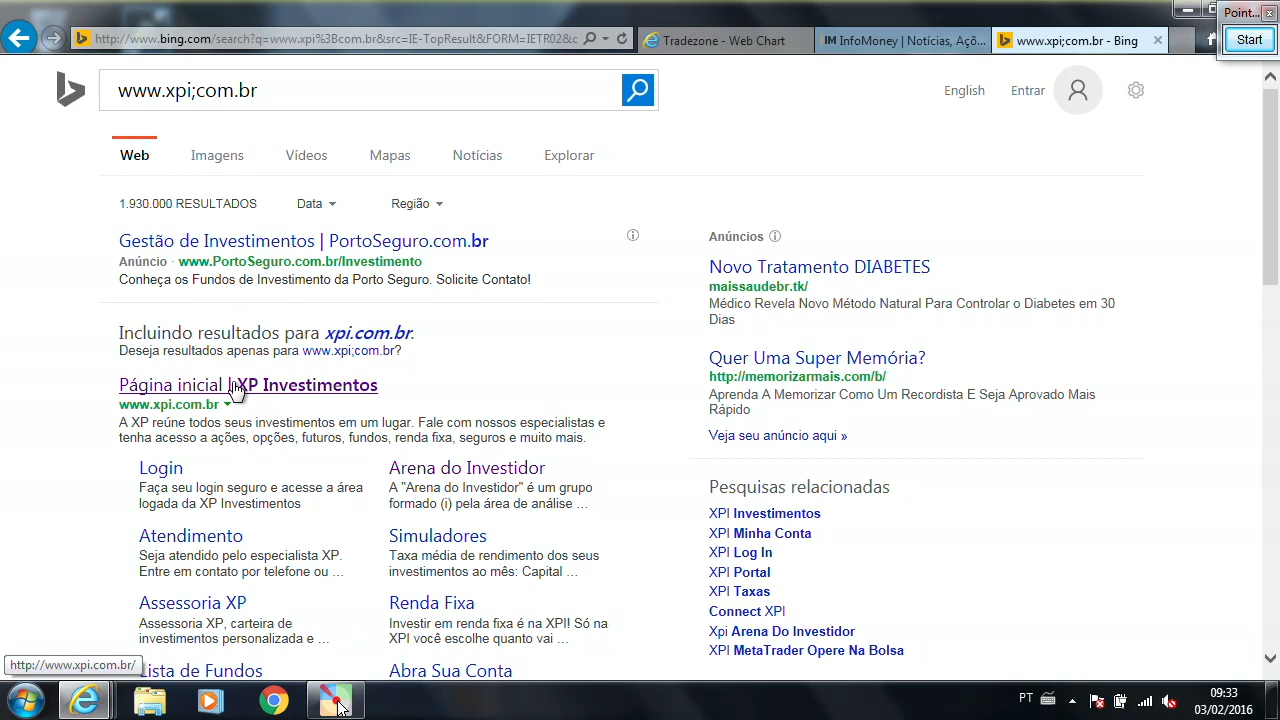 Point...
Start
http://www.bing.com/search?q=www.xpi%3Bcom.br&src=IE-TopResult&FORM=IETR02&c
Tradezone - Web Chart
IM InfoMoney | Notícias, Açõ...
www.xpi;com.br - Bing
www.xpi;com.br
English
Entrar
Web
Imagens
Vídeos
Mapas
Notícias
Explorar
1.930.000 RESULTADOS
Data
Região
Gestão de Investimentos | PortoSeguro.com.br
Anúncio · www.PortoSeguro.com.br/Investimento
Conheça os Fundos de Investimento da Porto Seguro. Solicite Contato!
Incluindo resultados para xpi.com.br.
Deseja resultados apenas para www.xpi;com.br?
Página inicial | XP Investimentos
www.xpi.com.br
A XP reúne todos seus investimentos em um lugar. Fale com nossos especialistas e
tenha acesso a ações, opções, futuros, fundos, renda fixa, seguros e muito mais.
Login
Faça seu login seguro e acesse a área
logada da XP Investimentos
Arena do Investidor
A "Arena do Investidor" é um grupo
formado (i) pela área de análise ...
Atendimento
Seja atendido pelo especialista XP.
Entre em contato por telefone ou ...
Simuladores
Taxa média de rendimento dos seus
investimentos ao mês: Capital ...
Assessoria XP
Assessoria XP, carteira de
investimentos personalizada e ...
Renda Fixa
Investir em renda fixa é na XPI! Só na
XPI você escolhe quanto vai ...
Lista de Fundos
Abra Sua Conta
Anúncios
Novo Tratamento DIABETES
maissaudebr.tk/
Médico Revela Novo Método Natural Para Controlar o Diabetes em 30
Dias
Quer Uma Super Memória?
http://memorizarmais.com/b/
Aprenda A Memorizar Como Um Recordista E Seja Aprovado Mais
Rápido
Veja seu anúncio aqui »
Pesquisas relacionadas
XPI Investimentos
XPI Minha Conta
XPI Log In
XPI Portal
XPI Taxas
Connect XPI
Xpi Arena Do Investidor
XPI MetaTrader Opere Na Bolsa
http://www.xpi.com.br/
PT
09:33
03/02/2016